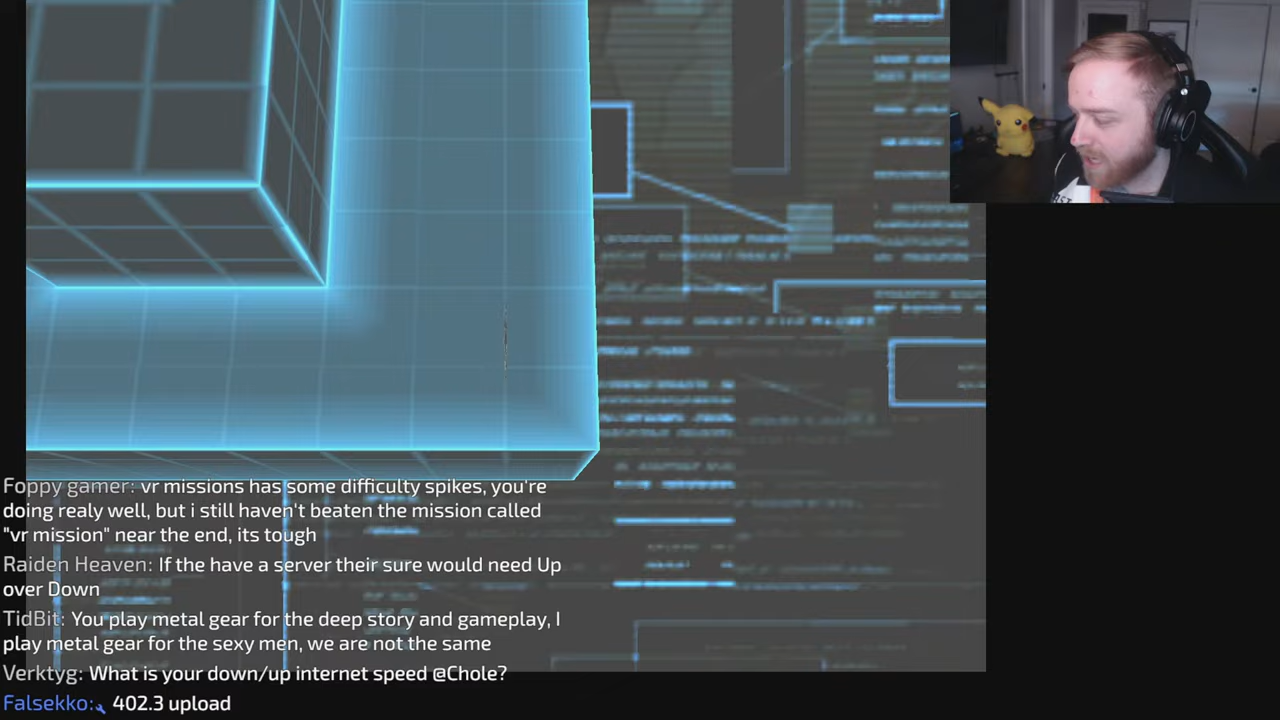 Foppy gamer: vr missions has some difficulty spikes, you're
doing realy well, but i still haven't beaten the mission called
"vr mission" near the end, its tough
Raiden Heaven: If the have a server their sure would need Up
over Down
TidBit: You play metal gear for the deep story and gameplay, I
play metal gear for the sexy men, we are not the same
Verktyg: What is your down/up internet speed @Chole?
Falsekko: 402.3 upload